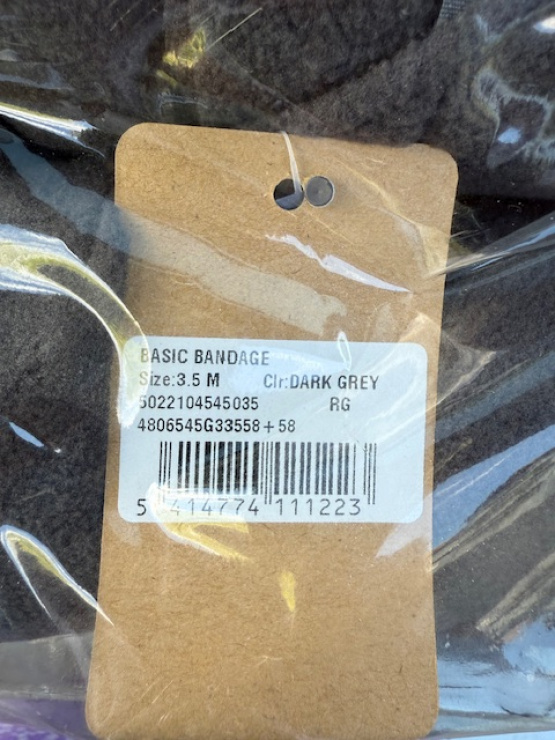 BASIC BANDAGE
Size:3.5 M Clr:DARK GREY
5022104545035 RG
4806545G33558+58
5 414774 111223